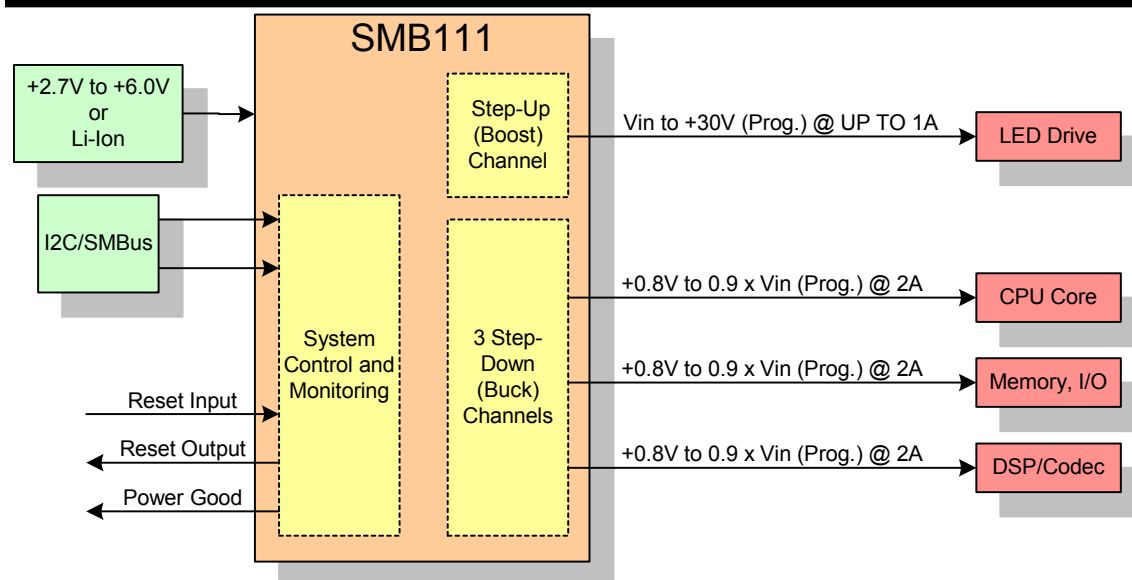 SMB111
+2.7V to +6.0V
or
Li-Ion
I2C/SMBus
Reset Input
Reset Output
Power Good
System
Control and
Monitoring
Step-Up
(Boost)
Channel
3 Step-
Down
(Buck)
Channels
Vin to +30V (Prog.) @ UP TO 1A
LED Drive
+0.8V to 0.9 x Vin (Prog.) @ 2A
CPU Core
+0.8V to 0.9 x Vin (Prog.) @ 2A
Memory, I/O
+0.8V to 0.9 x Vin (Prog.) @ 2A
DSP/Codec